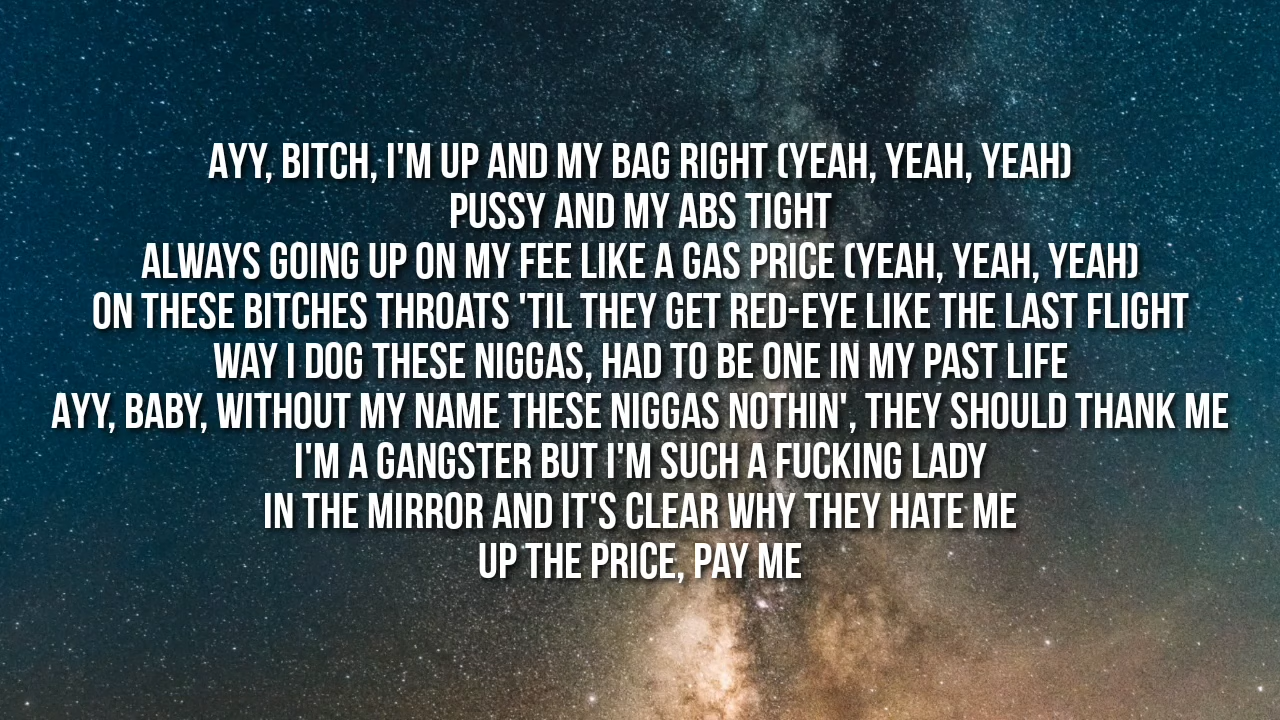 AYY, BITCH, I'M UP AND MY BAG RIGHT (YEAH, YEAH, YEAH)
PUSSY AND MY ABS TIGHT
ALWAYS GOING UP ON MY FEE LIKE A GAS PRICE (YEAH, YEAH, YEAH)
ON THESE BITCHES THROATS 'TIL THEY GET RED-EYE LIKE THE LAST FLIGHT
WAY I DOG THESE NIGGAS, HAD TO BE ONE IN MY PAST LIFE
AYY, BABY, WITHOUT MY NAME THESE NIGGAS NOTHIN', THEY SHOULD THANK ME
I'M A GANGSTER BUT I'M SUCH A FUCKING LADY
IN THE MIRROR AND IT'S CLEAR WHY THEY HATE ME
UP THE PRICE, PAY ME